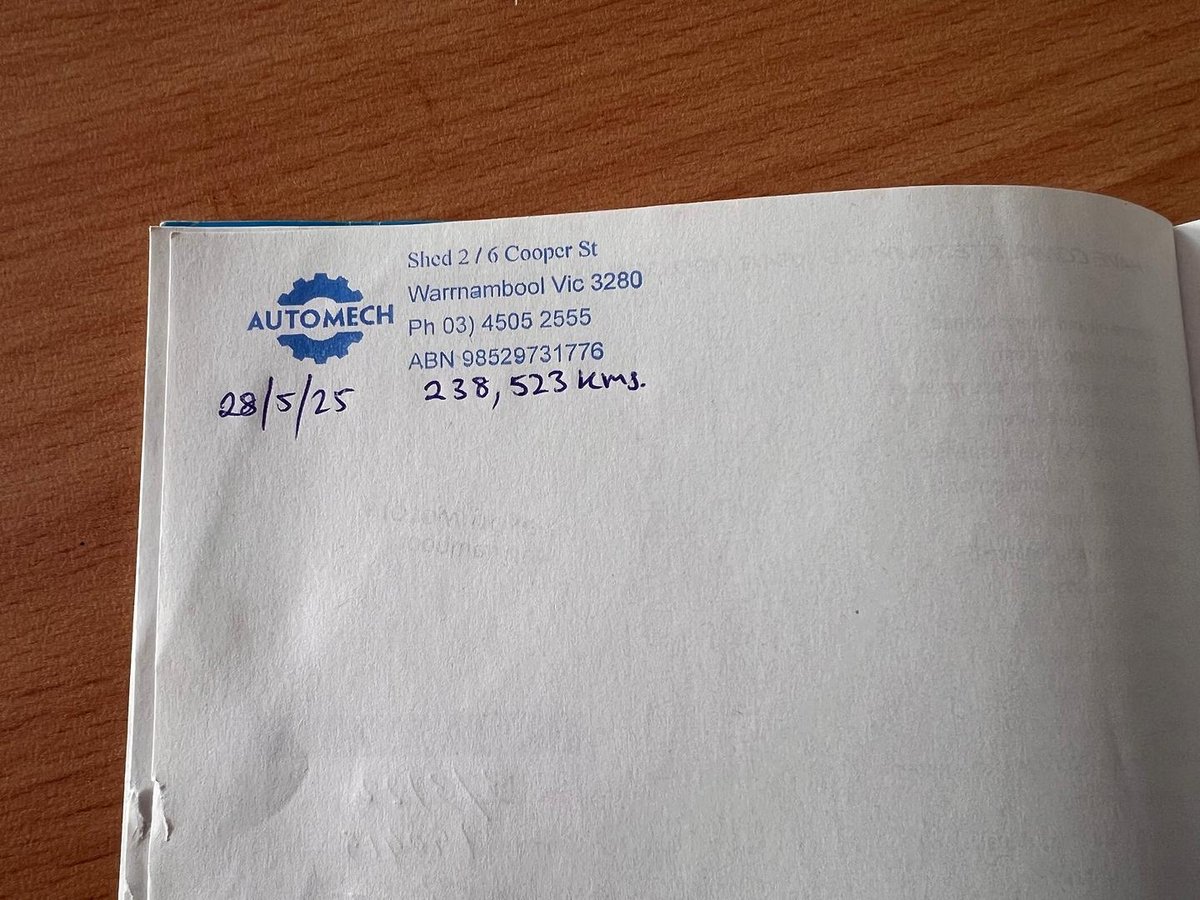 Shed 2 / 6 Cooper St
Warrnambool Vic 3280
AUTOMECH
Ph 03) 4505 2555
ABN 98529731776
28/5/25 238,523 kms.